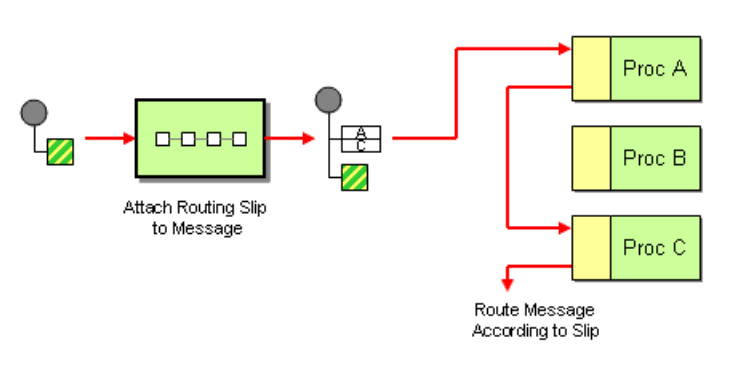 Proc A
A
C
Proc B
Attach Routing Slip
to Message
Proc C
Route Message
According to Slip